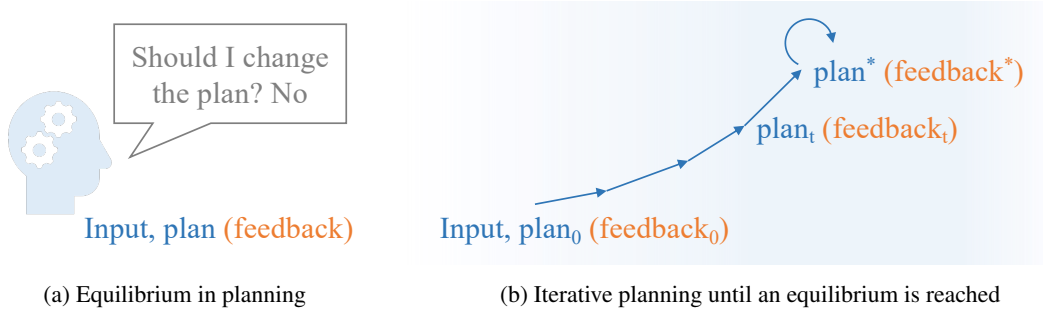 Should I change
the plan? No
Input, plan (feedback)
(a) Equilibrium in planning
plan* (feedback*)
planₜ (feedbackₜ)
Input, plan₀ (feedback₀)
(b) Iterative planning until an equilibrium is reached